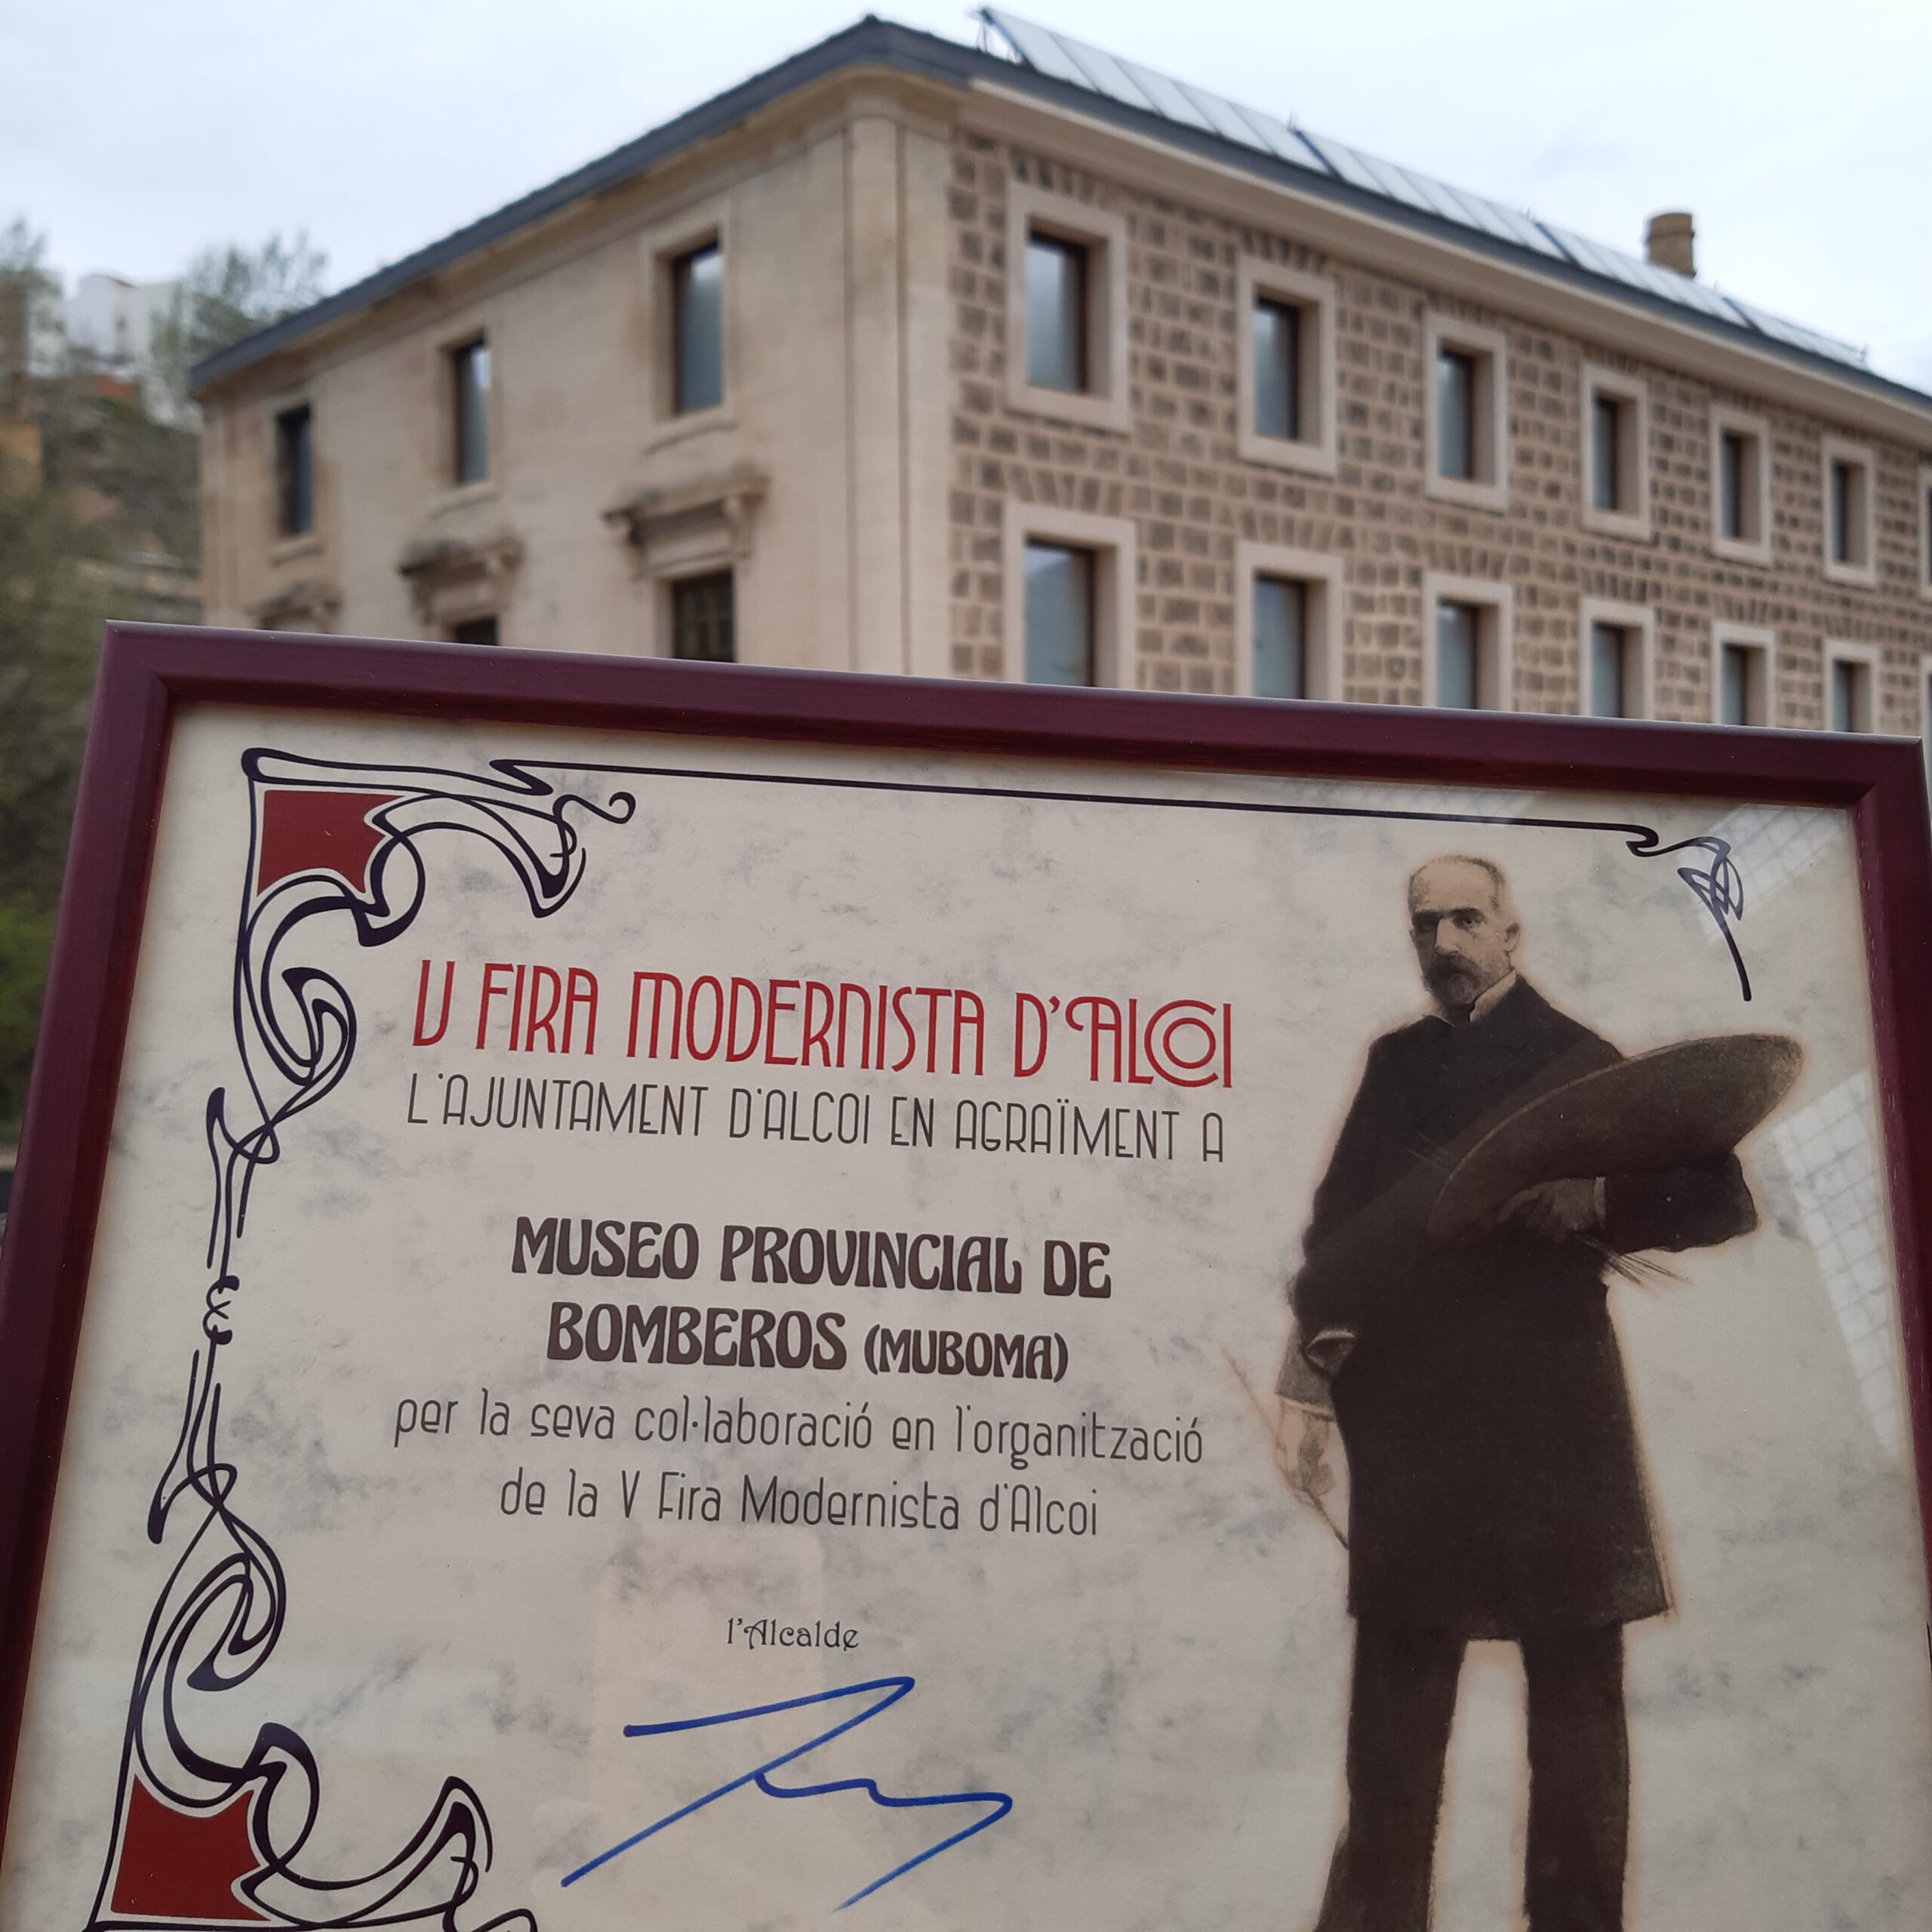 V FIRA MODERNISTA D'ALCOI
L'AJUNTAMENT D'ALCOI EN AGRAÏMENT A
MUSEO PROVINCIAL DE
BOMBEROS (MUBOMA)
per la seva col·laboració en l'organització
de la V Fira Modernista d'Alcoi
l'Alcalde